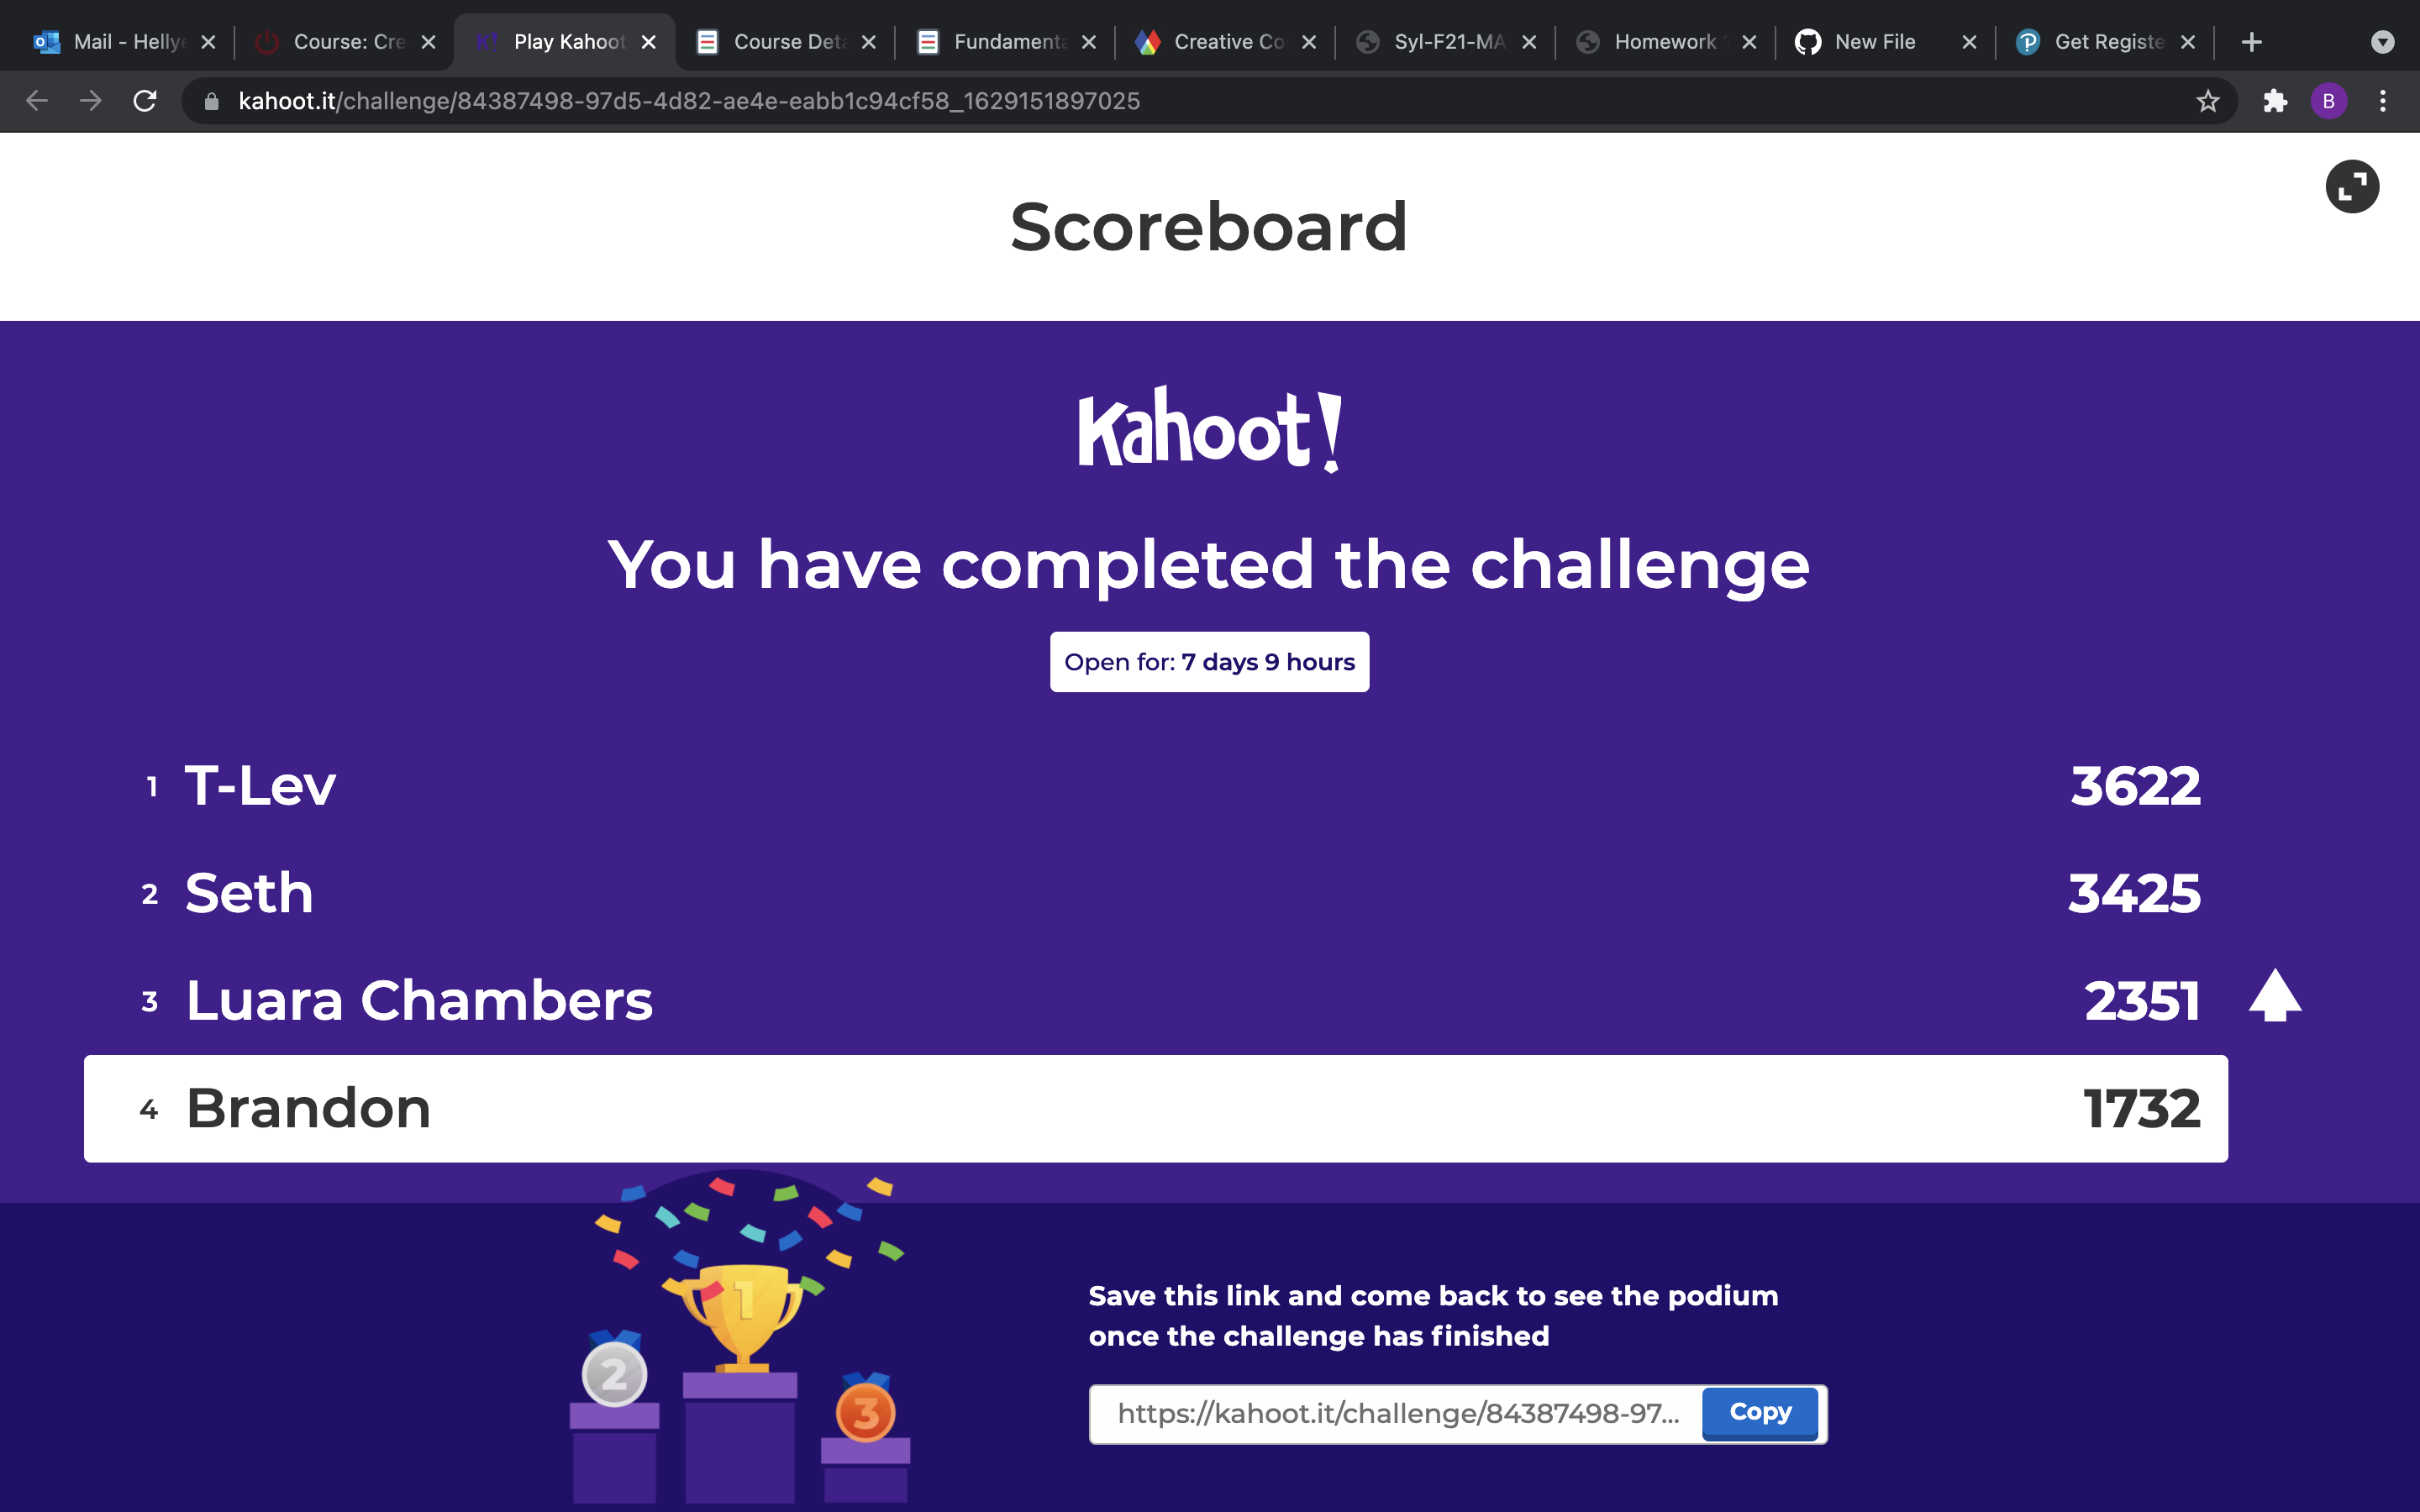 Mail - Hellye Course: Cre Play Kahoot Course Deta Fundamenta Creative Co Syl-F21-MA Homework New File Get Registe
kahoot.it/challenge/84387498-97d5-4d82-ae4e-eabb1c94cf58_1629151897025 B
Scoreboard
Kahoot!
You have completed the challenge
Open for: 7 days 9 hours
1 T-Lev 3622
2 Seth 3425
3 Luara Chambers 2351
4 Brandon 1732
1
2
3
Save this link and come back to see the podium
once the challenge has finished
https://kahoot.it/challenge/84387498-97... Copy